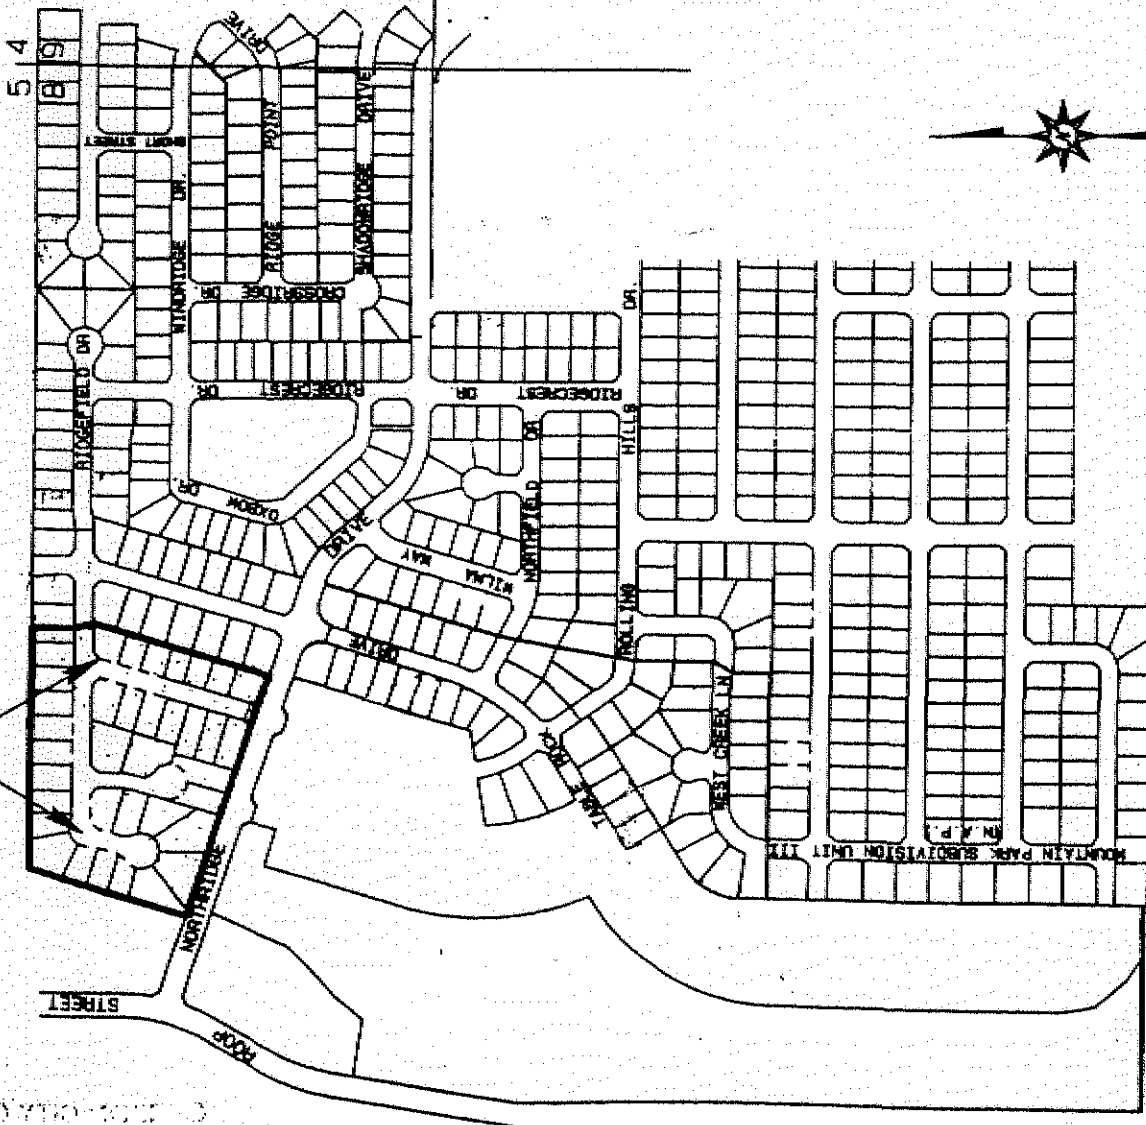 4
9
5
8
DRIVE
SHORT STREET
WINDRIDGE DR.
RIDGE POINT
SHADOWRIDGE DRIVE
CROSSRIDGE DR
RIDGEFIELD DR
RIDGECREST DR
RIDGECREST DR
OXBOW DR
DRIVE
WILMA WAY
NORTHFIELD DR
ROLLING HILLS DR.
DRIVE
TABLE ROCK
WEST CREEK LN
MOUNTAIN PARK SUBDIVISION UNIT III
(N A P.)
NORTHRIDGE
ROOP STREET